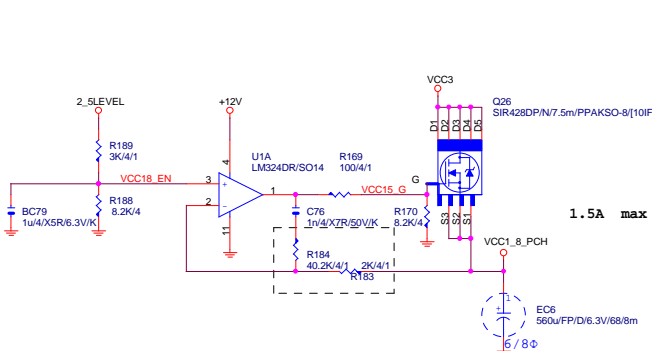 VCC3
Q26
SIR428DP/N/7.5m/PPAKSO-8/[10IF
2_5LEVEL
+12V
D1
D2
D3
D4
D5
R189
3K/4/1
U1A
LM324DR/SO14
R169
100/4/1
4
VCC18_EN
3
+
1
VCC15_G
G
2
−
BC79
1u/4/X5R/6.3V/K
R188
8.2K/4
C76
1n/4/X7R/50V/K
R170
8.2K/4
S3
S2
S1
1.5A max
11
VCC1_8_PCH
R184
40.2K/4/1
2K/4/1
R183
1
+
EC6
560u/FP/D/6.3V/68/8m
6/8Φ